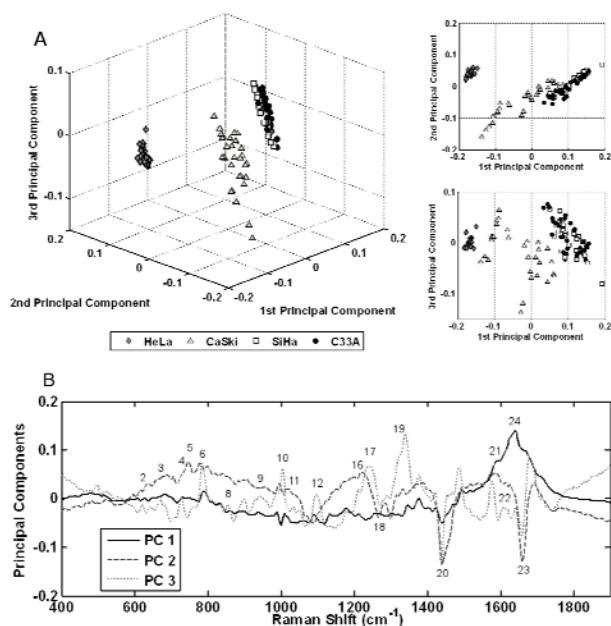 A
0.1
0
-0.1
0.2
0.1
0
-0.1
-0.2
-0.2
-0.1
0
0.1
0.2
3rd Principal Component
2nd Principal Component
1st Principal Component
HeLa CaSki SiHa C33A
0.2
0.1
0
-0.1
-0.2
-0.2 -0.1 0 0.1 0.2
2nd Principal Component
1st Principal Component
0.1
0
-0.1
-0.2 -0.1 0 0.1 0.2
3rd Principal Component
1st Principal Component
B
0.2
0.1
0
-0.1
-0.2
Principal Components
2 3 4 5 6 8 9 10 11 12 16 17 18 19 20 21 22 23 24
PC 1
PC 2
PC 3
400 600 800 1000 1200 1400 1600 1800
Raman Shift (cm⁻¹)